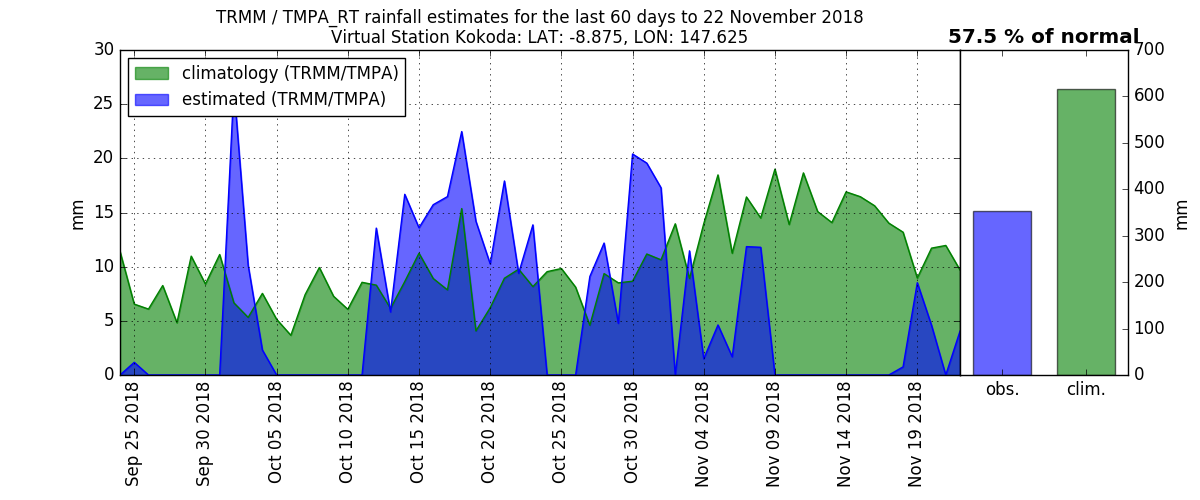 TRMM / TMPA_RT rainfall estimates for the last 60 days to 22 November 2018
Virtual Station Kokoda: LAT: -8.875, LON: 147.625
57.5 % of normal
climatology (TRMM/TMPA)
estimated (TRMM/TMPA)
30
25
20
15
10
5
0
mm
700
600
500
400
300
200
100
0
mm
Sep 25 2018
Sep 30 2018
Oct 05 2018
Oct 10 2018
Oct 15 2018
Oct 20 2018
Oct 25 2018
Oct 30 2018
Nov 04 2018
Nov 09 2018
Nov 14 2018
Nov 19 2018
obs.
clim.